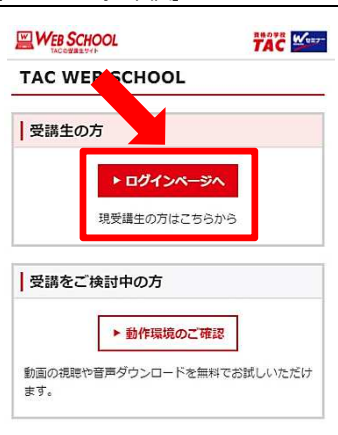 WEB SCHOOL
TACの受講生サイト
資格の学校
TAC Wセミナー
TAC WEB SCHOOL
受講生の方
ログインページへ
現受講生の方はこちらから
受講をご検討中の方
動作環境のご確認
動画の視聴や音声ダウンロードを無料でお試しいただけ
ます。